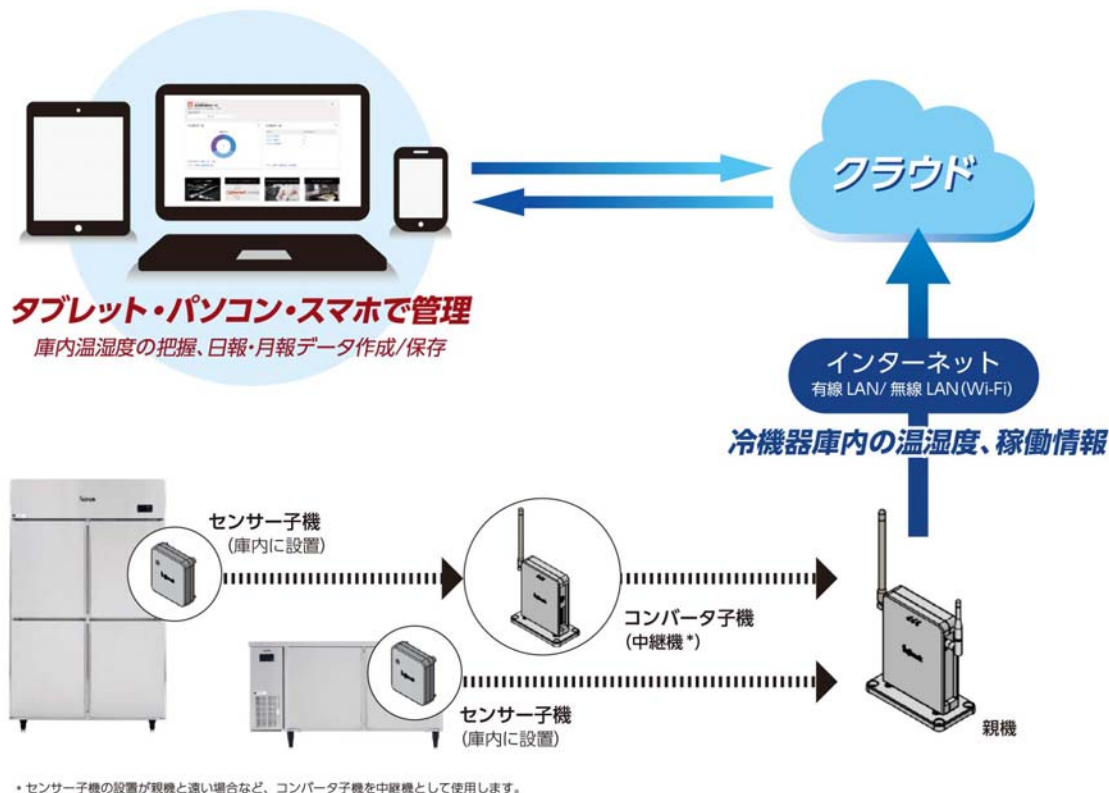 クラウド
タブレット・パソコン・スマホで管理
庫内温湿度の把握、日報・月報データ作成/保存
インターネット
有線 LAN/ 無線 LAN(Wi-Fi)
冷機器庫内の温湿度、稼働情報
センサー子機
(庫内に設置)
コンバータ子機
(中継機*)
センサー子機
(庫内に設置)
親機
* センサー子機の設置が親機と遠い場合など、コンバータ子機を中継機として使用します。